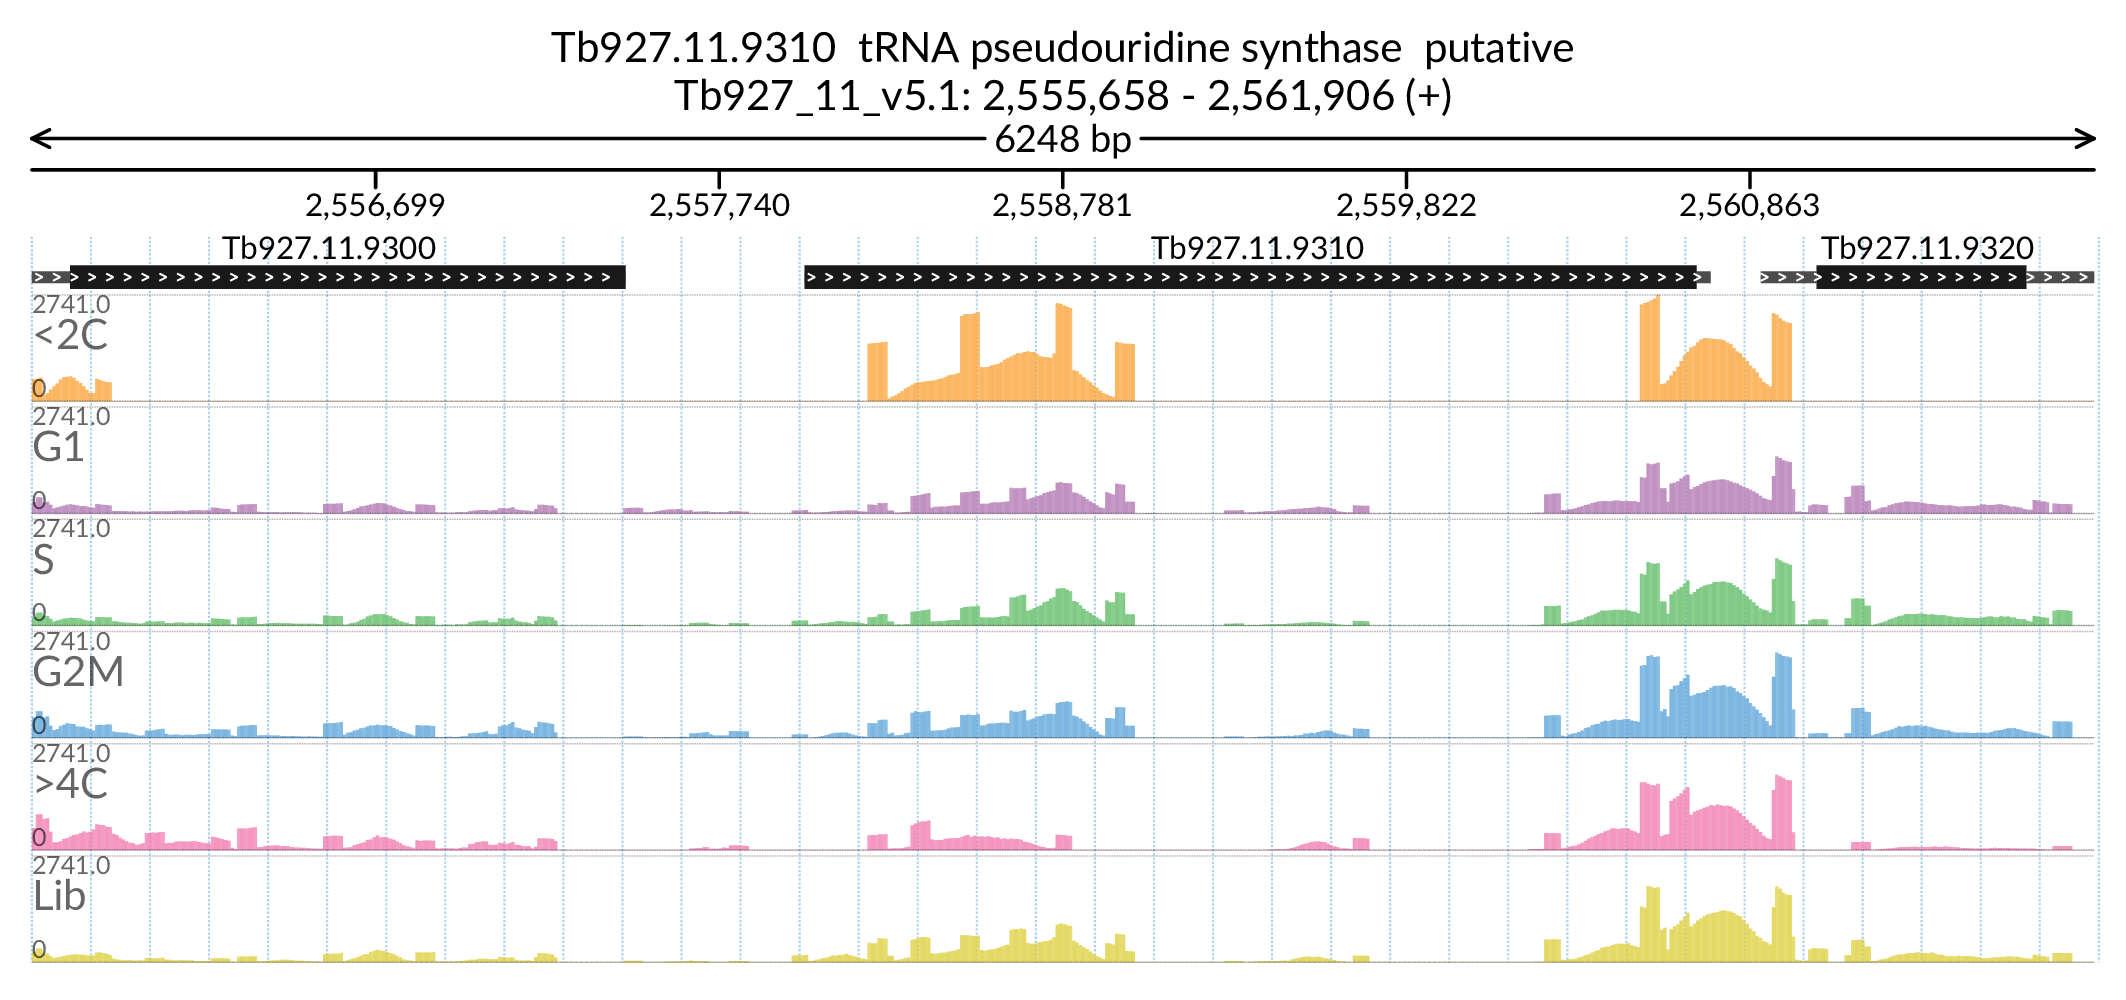 Tb927.11.9310 tRNA pseudouridine synthase putative
Tb927_11_v5.1: 2,555,658 - 2,561,906 (+)
6248 bp
2,556,699 2,557,740 2,558,781 2,559,822 2,560,863
Tb927.11.9300 Tb927.11.9310 Tb927.11.9320
2741.0
<2C
0
2741.0
G1
0
2741.0
S
0
2741.0
G2M
0
2741.0
>4C
0
2741.0
Lib
0